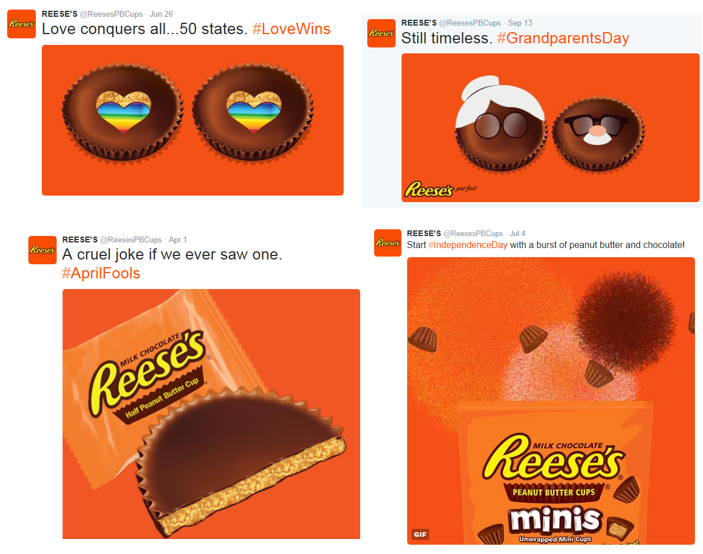 Reese's
REESE'S @ReesesPBCups · Jun 26
Love conquers all...50 states. #LoveWins
Reese's
REESE'S @ReesesPBCups · Sep 13
Still timeless. #GrandparentsDay
Reese's perfect
Reese's
REESE'S @ReesesPBCups · Apr 1
A cruel joke if we ever saw one.
#AprilFools
MILK CHOCOLATE
Reese's
Half Peanut Butter Cup
Reese's
REESE'S @ReesesPBCups · Jul 4
Start #IndependenceDay with a burst of peanut butter and chocolate!
MILK CHOCOLATE
Reese's
PEANUT BUTTER CUPS
minis
Unwrapped Mini Cups
GIF